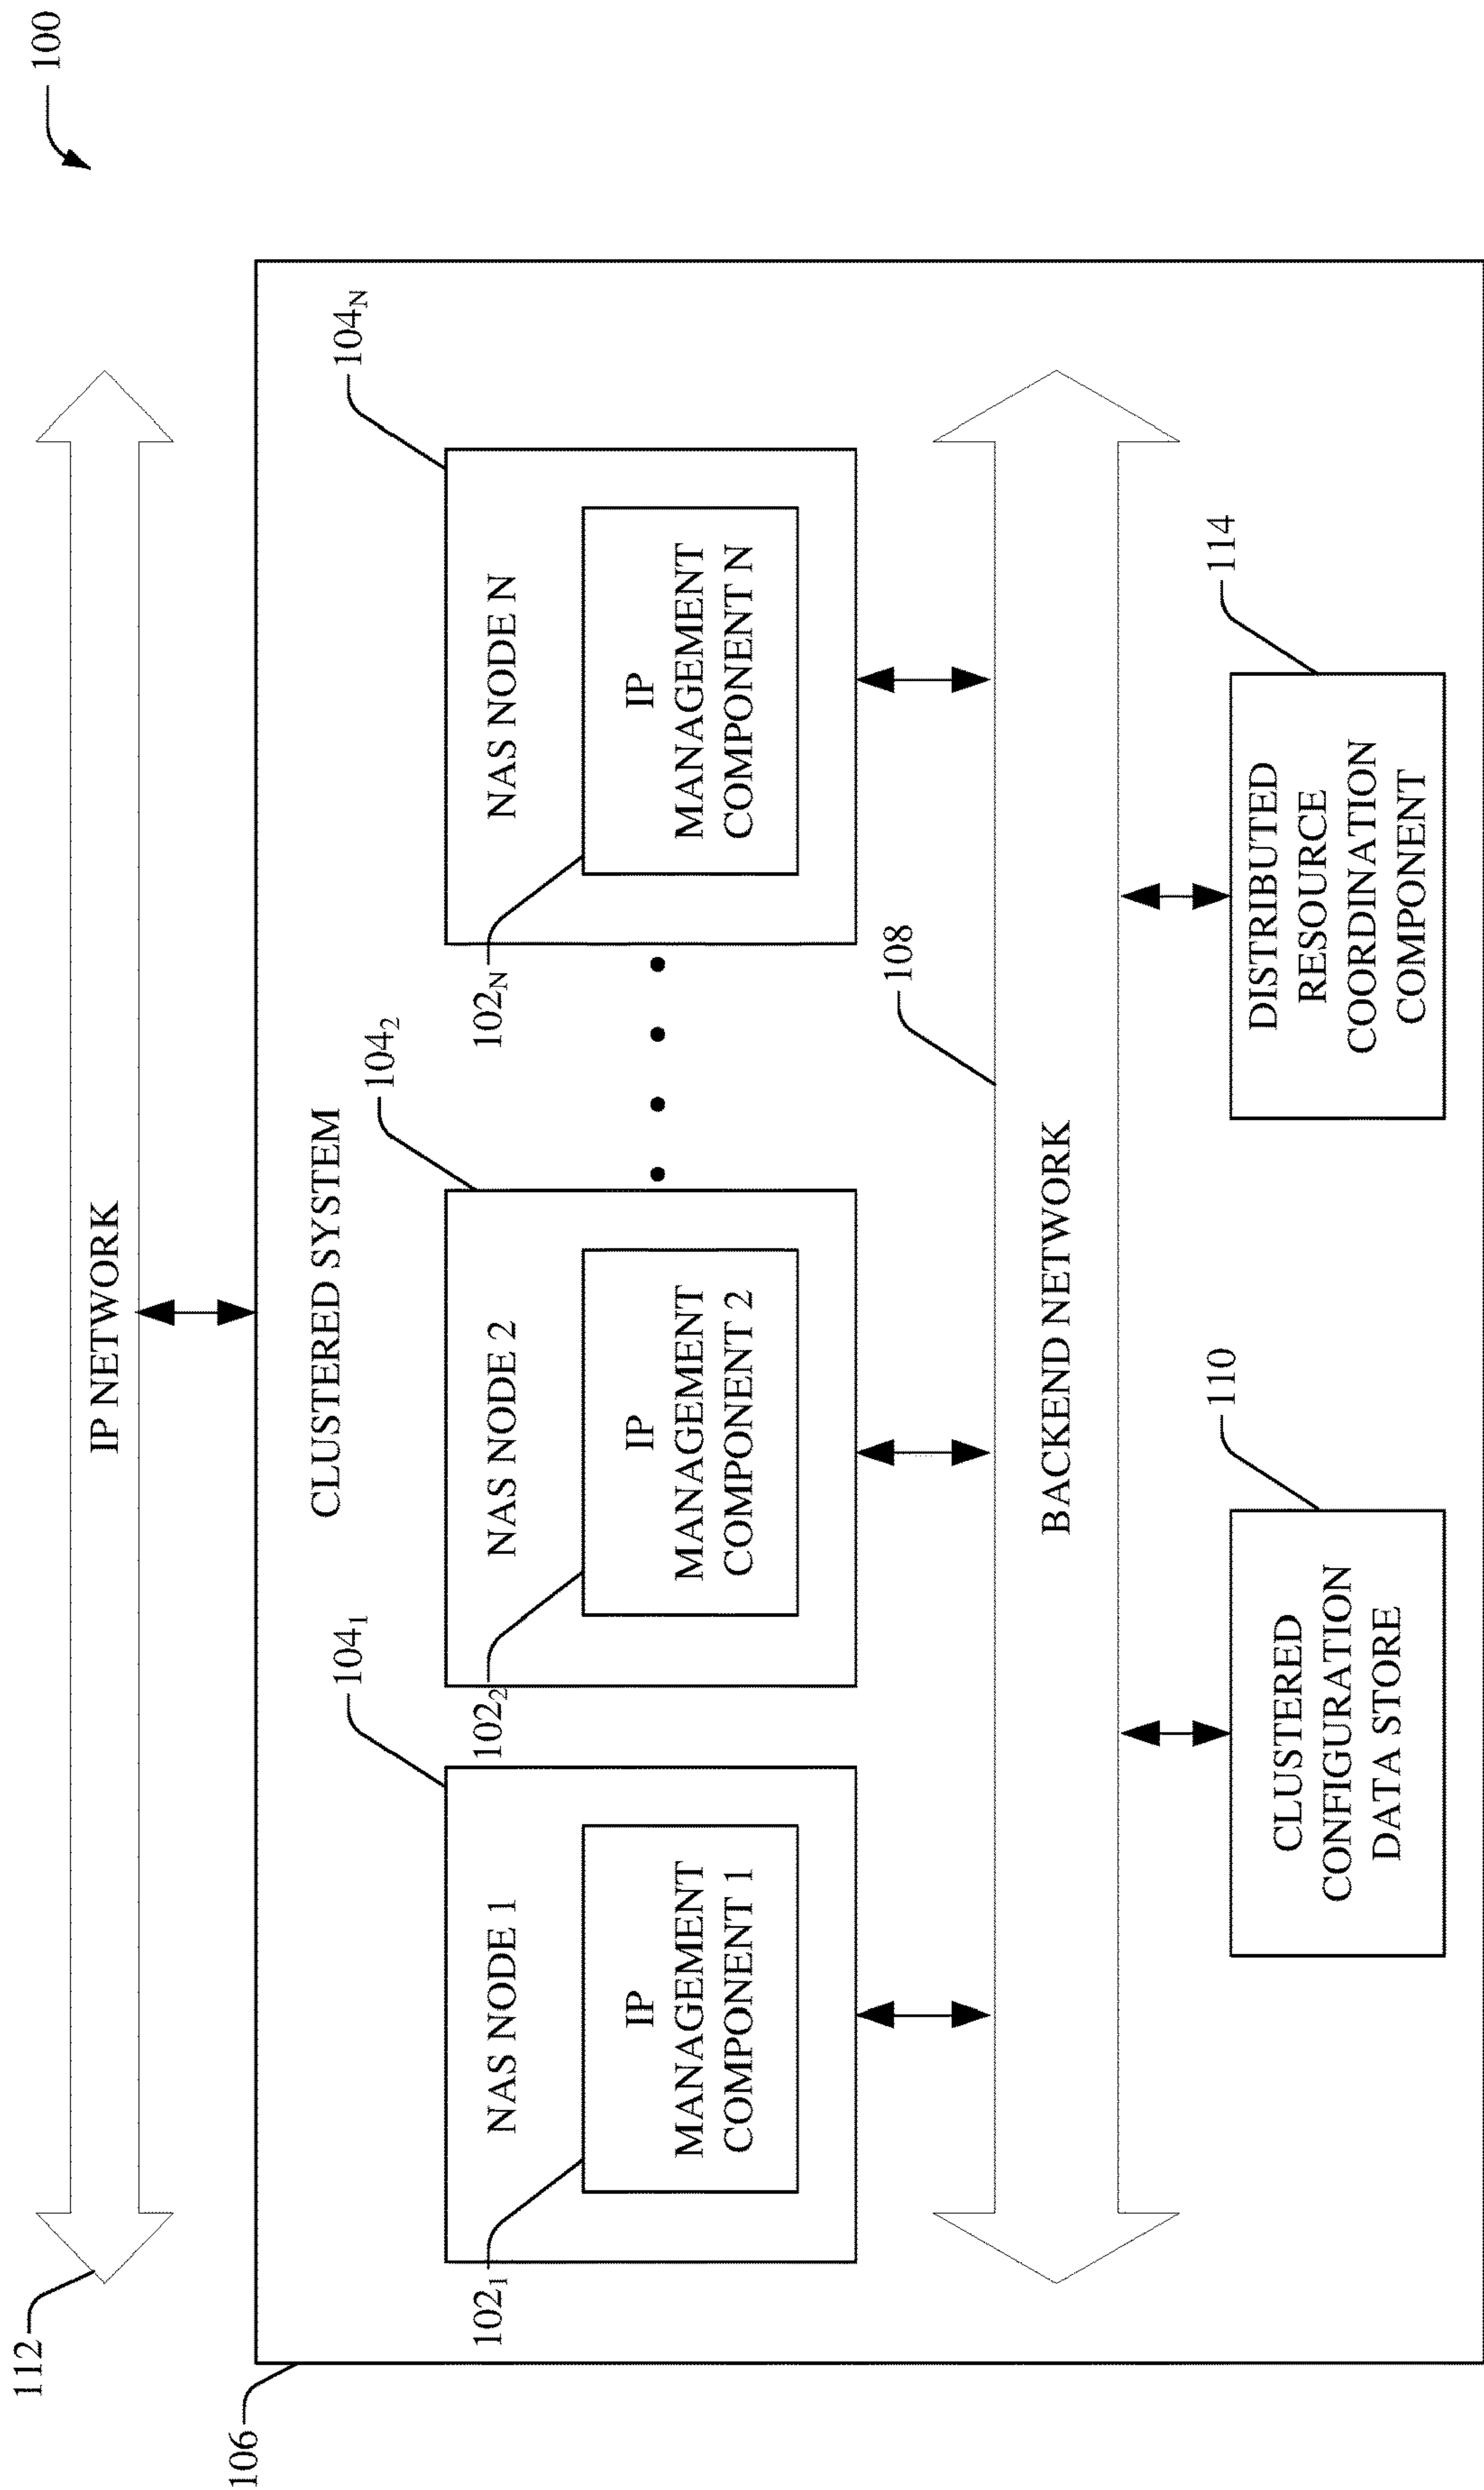 100
112
IP NETWORK
106
CLUSTERED SYSTEM
104₁
104₂
104_N
NAS NODE 1
NAS NODE 2
NAS NODE N
102₁
IP
MANAGEMENT
COMPONENT 1
102₂
IP
MANAGEMENT
COMPONENT 2
102_N
IP
MANAGEMENT
COMPONENT N
108
BACKEND NETWORK
110
CLUSTERED
CONFIGURATION
DATA STORE
114
DISTRIBUTED
RESOURCE
COORDINATION
COMPONENT